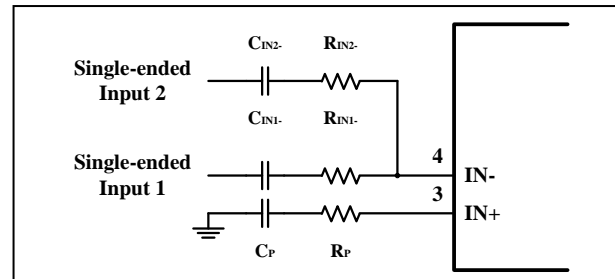 CIN2- RIN2-
Single-ended
Input 2
CIN1- RIN1-
Single-ended
Input 1
4
IN-
3
IN+
CP RP